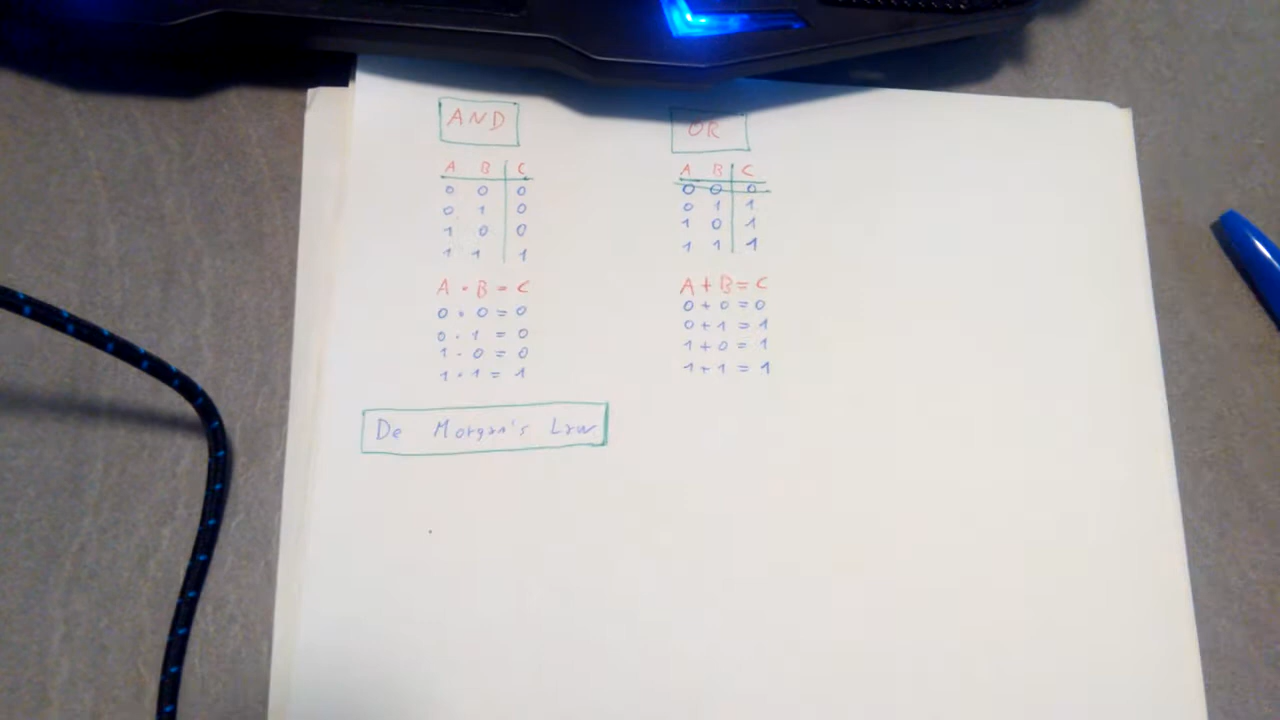 AND
A B C
0 0 0
0 1 0
1 0 0
1 1 1
A · B = C
0 · 0 = 0
0 · 1 = 0
1 · 0 = 0
1 · 1 = 1
OR
A B C
0 0 0
0 1 1
1 0 1
1 1 1
A + B = C
0 + 0 = 0
0 + 1 = 1
1 + 0 = 1
1 + 1 = 1
De Morgan's Law